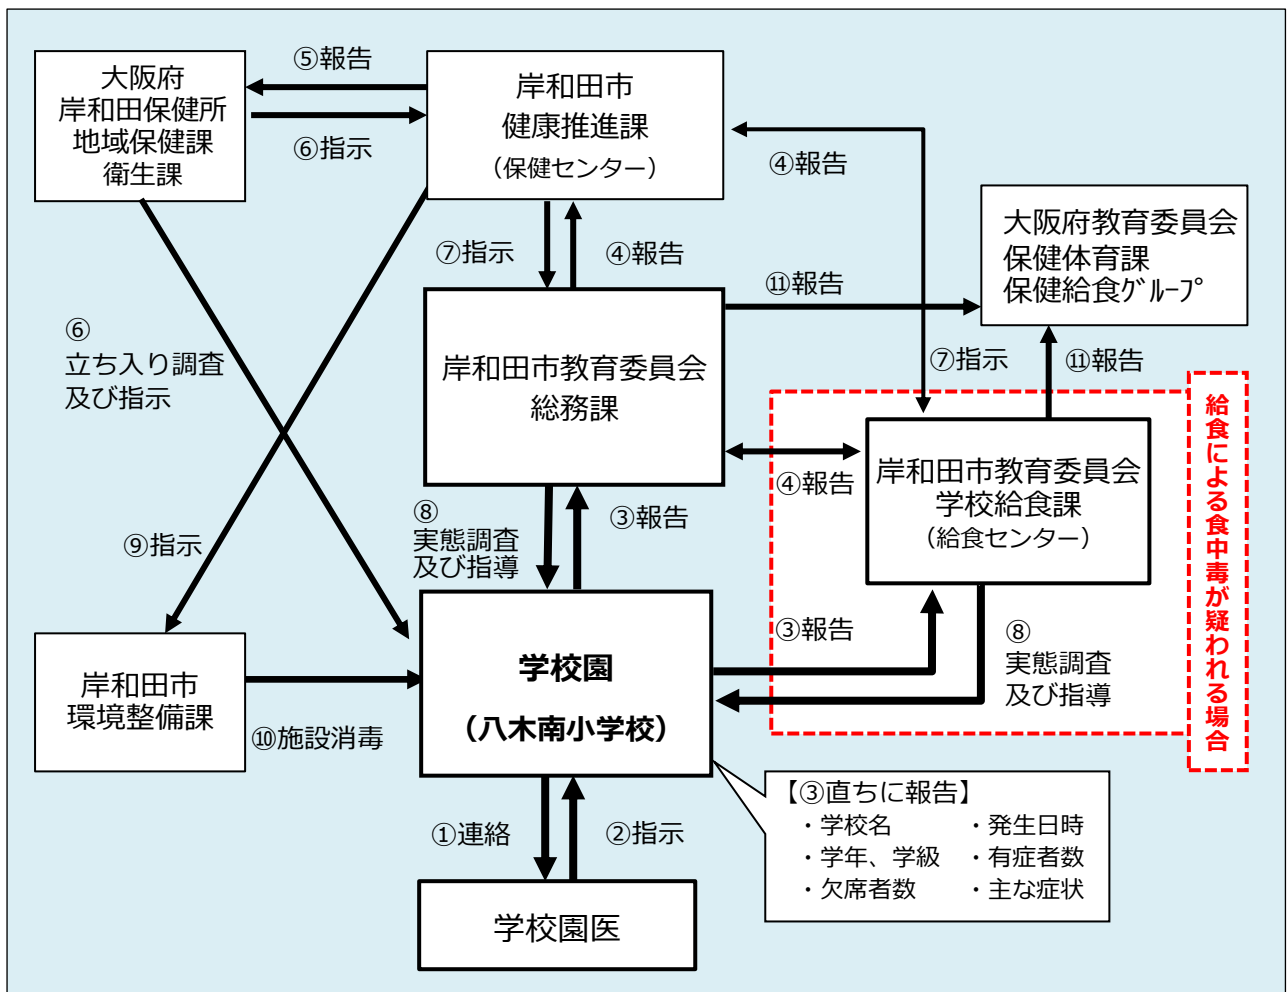 ⑤報告
大阪府
岸和田保健所
地域保健課
衛生課
⑥指示
岸和田市
健康推進課
（保健センター）
④報告
大阪府教育委員会
保健体育課
保健給食ｸﾞﾙｰﾌﾟ
⑦指示
④報告
⑪報告
⑥
立ち入り調査
及び指示
岸和田市教育委員会
総務課
⑦指示
⑪報告
給食による食中毒が疑われる場合
④報告
岸和田市教育委員会
学校給食課
（給食センター）
⑨指示
⑧
実態調査
及び指導
③報告
③報告
⑧
実態調査
及び指導
岸和田市
環境整備課
⑩施設消毒
学校園
（八木南小学校）
①連絡
②指示
【③直ちに報告】
・学校名 ・発生日時
・学年、学級 ・有症者数
・欠席者数 ・主な症状
学校園医